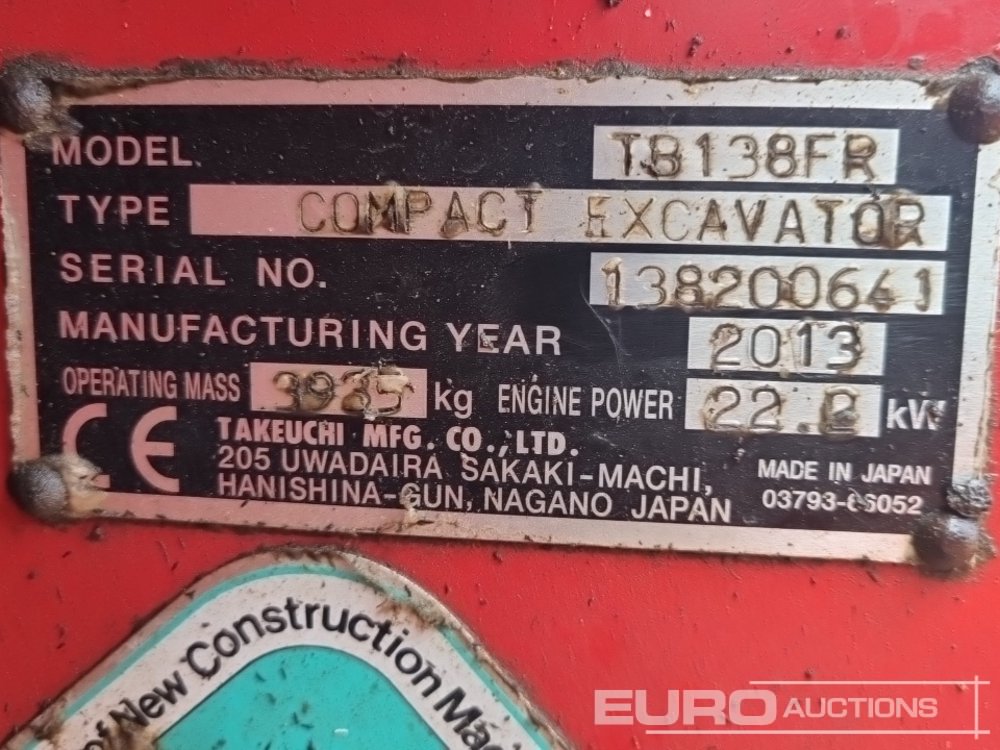 MODEL TB138FR
TYPE COMPACT EXCAVATOR
SERIAL NO. 138200641
MANUFACTURING YEAR 2013
OPERATING MASS kg ENGINE POWER kW
CE
TAKEUCHI MFG. CO., LTD.
205 UWADAIRA SAKAKI-MACHI,
HANISHINA-GUN, NAGANO JAPAN
MADE IN JAPAN
of New Construction
EURO AUCTIONS